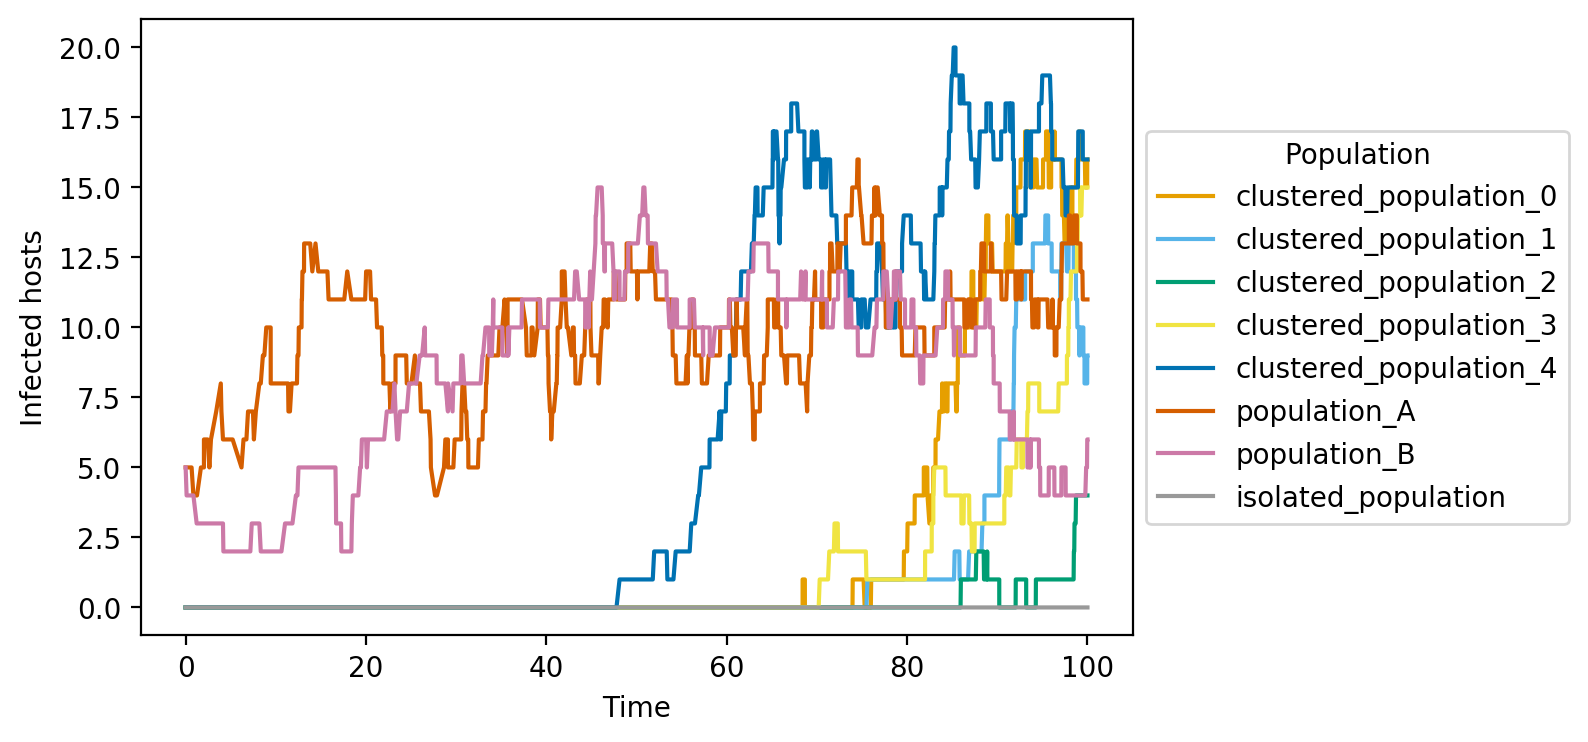 20.0
17.5
15.0
12.5
10.0
7.5
5.0
2.5
0.0
Infected hosts
0 20 40 60 80 100
Time
Population
clustered_population_0
clustered_population_1
clustered_population_2
clustered_population_3
clustered_population_4
population_A
population_B
isolated_population